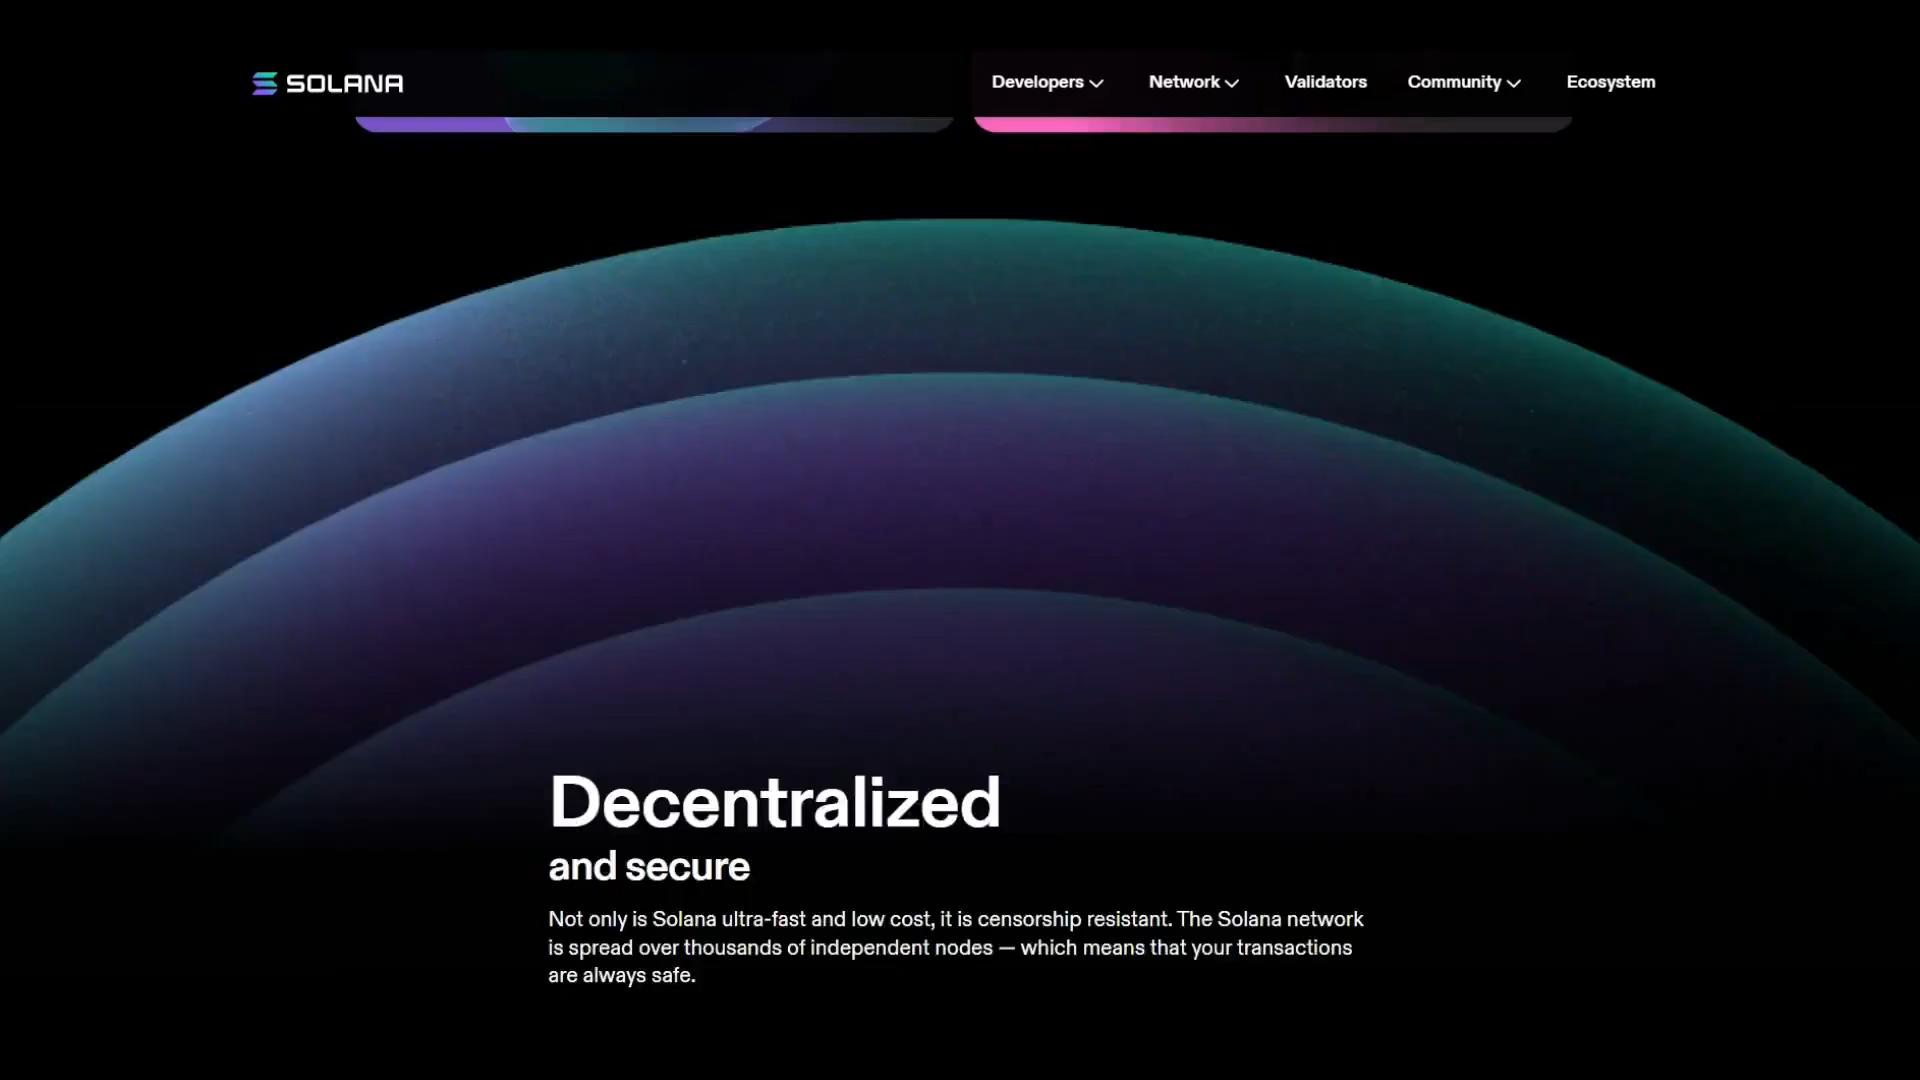 SOLANA
Developers
Network
Validators
Community
Ecosystem
Decentralized
and secure
Not only is Solana ultra-fast and low cost, it is censorship resistant. The Solana network
is spread over thousands of independent nodes — which means that your transactions
are always safe.